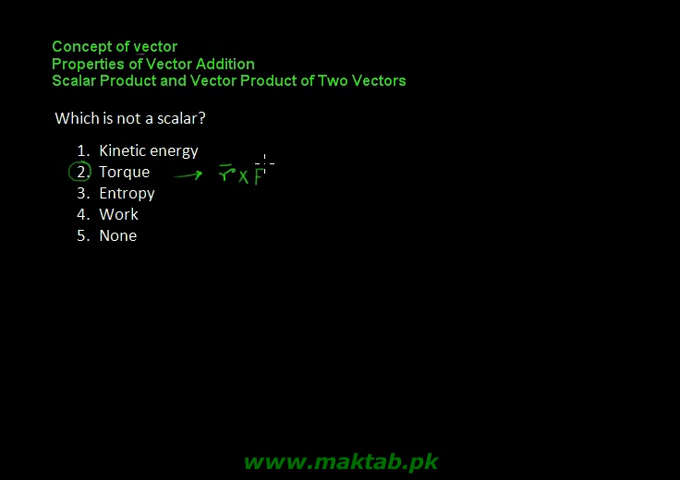 Concept of vector
Properties of Vector Addition
Scalar Product and Vector Product of Two Vectors
Which is not a scalar?
1. Kinetic energy
2. Torque → r̅ × F
3. Entropy
4. Work
5. None
www.maktab.pk